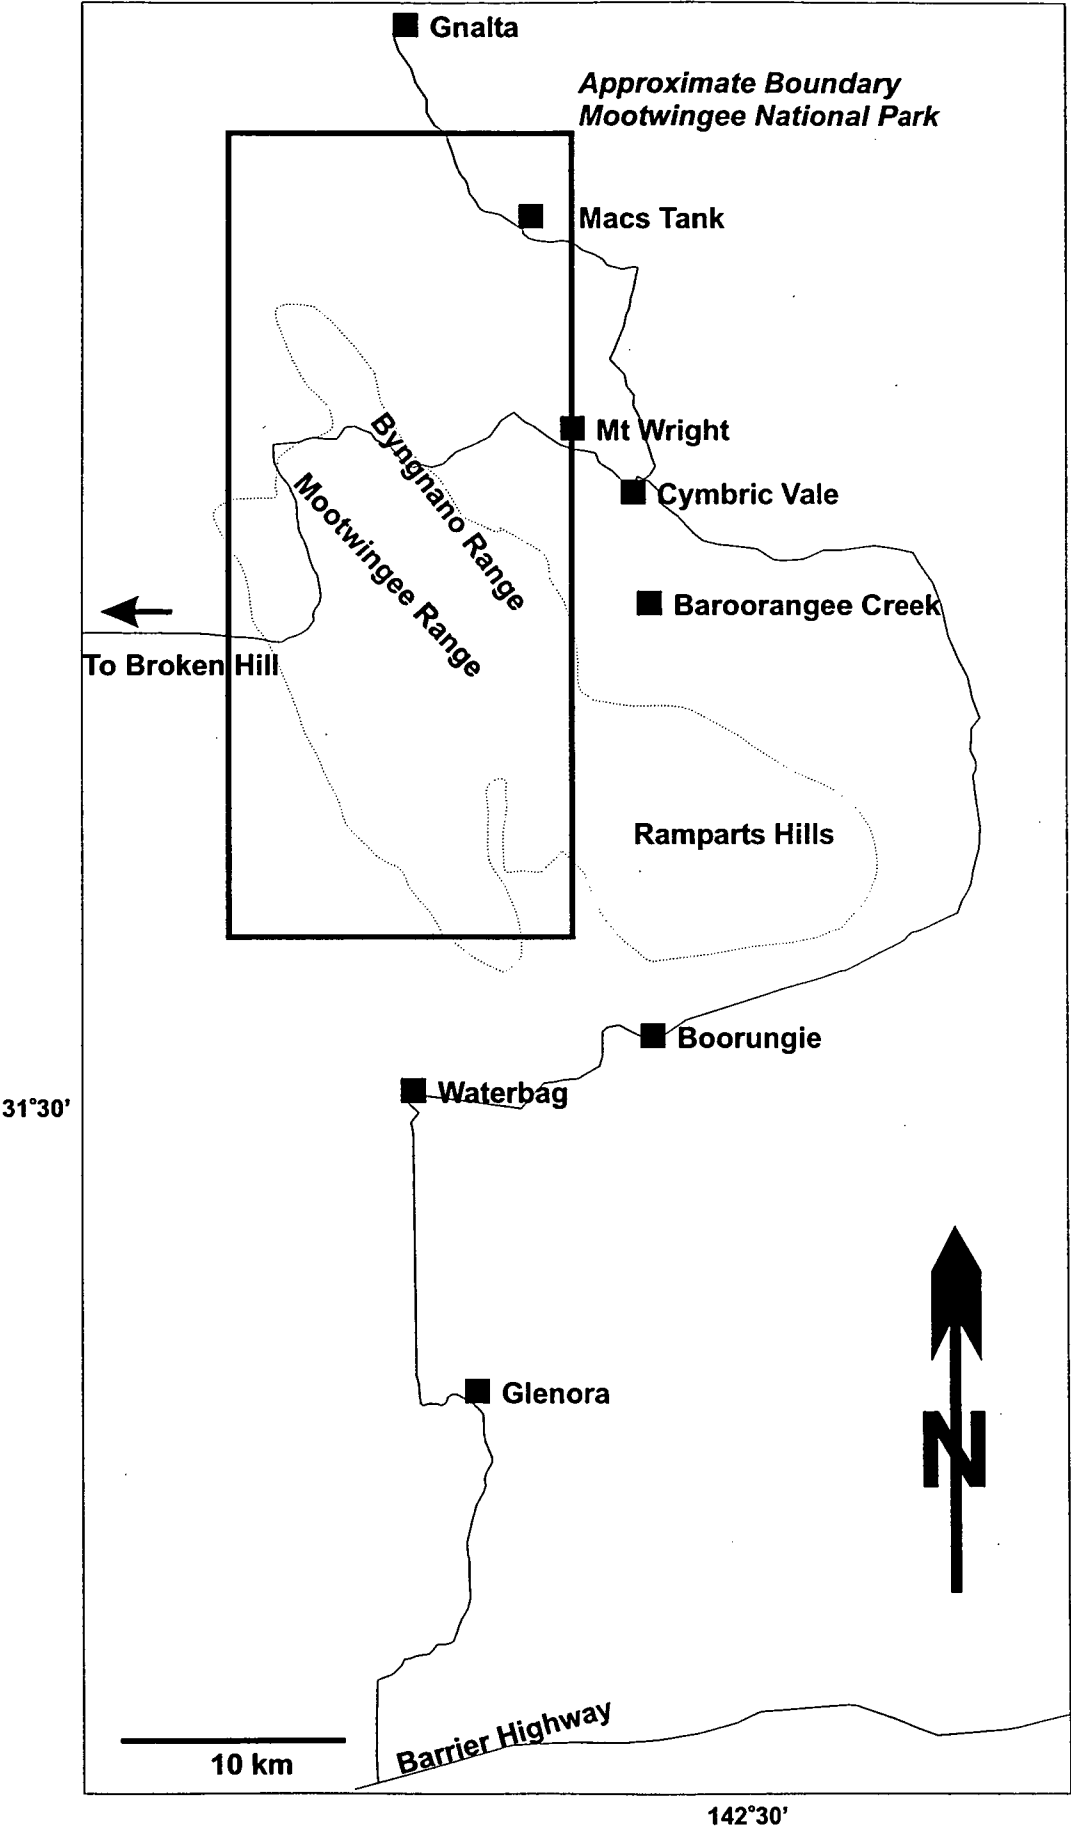 Gnalta
Approximate Boundary
Mootwingee National Park
Macs Tank
Byngnano Range
Mt Wright
Mootwingee Range
Cymbric Vale
Baroorangee Creek
To Broken Hill
Ramparts Hills
Boorungie
Waterbag
31°30'
Glenora
N
Barrier Highway
10 km
142°30'